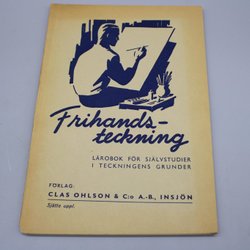 Frihands-
teckning
LÄROBOK FÖR SJÄLVSTUDIER
I TECKNINGENS GRUNDER
FÖRLAG:
CLAS OHLSON & C:o A.-B., INSJÖN
Sjätte uppl.